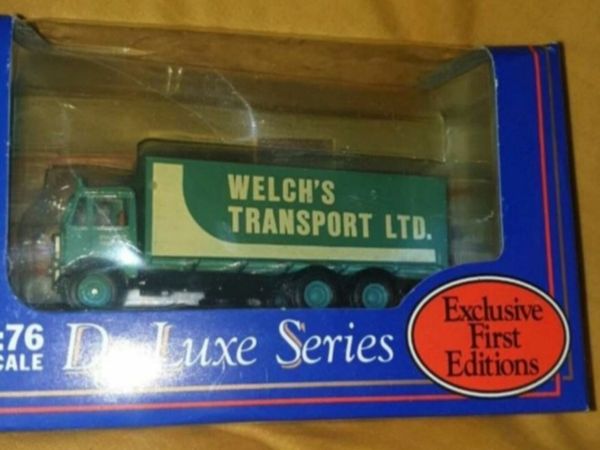 WELCH'S
TRANSPORT LTD.
:76
CALE
De Luxe Series
Exclusive
First
Editions